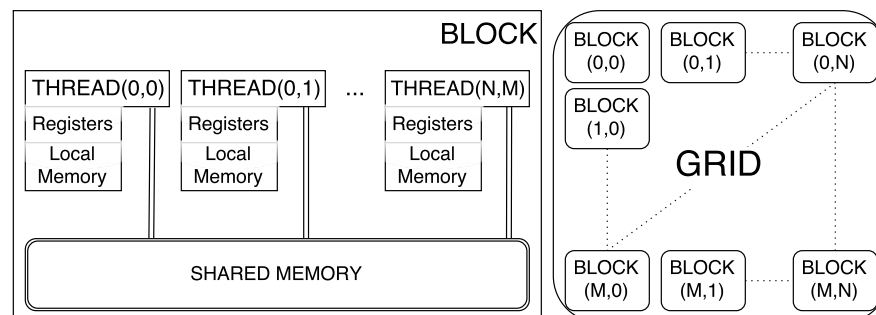 BLOCK
THREAD(0,0) THREAD(0,1) ... THREAD(N,M)
Registers Registers Registers
Local Local Local
Memory Memory Memory
SHARED MEMORY
BLOCK BLOCK BLOCK
(0,0) (0,1) (0,N)
BLOCK
(1,0)
GRID
BLOCK BLOCK BLOCK
(M,0) (M,1) (M,N)